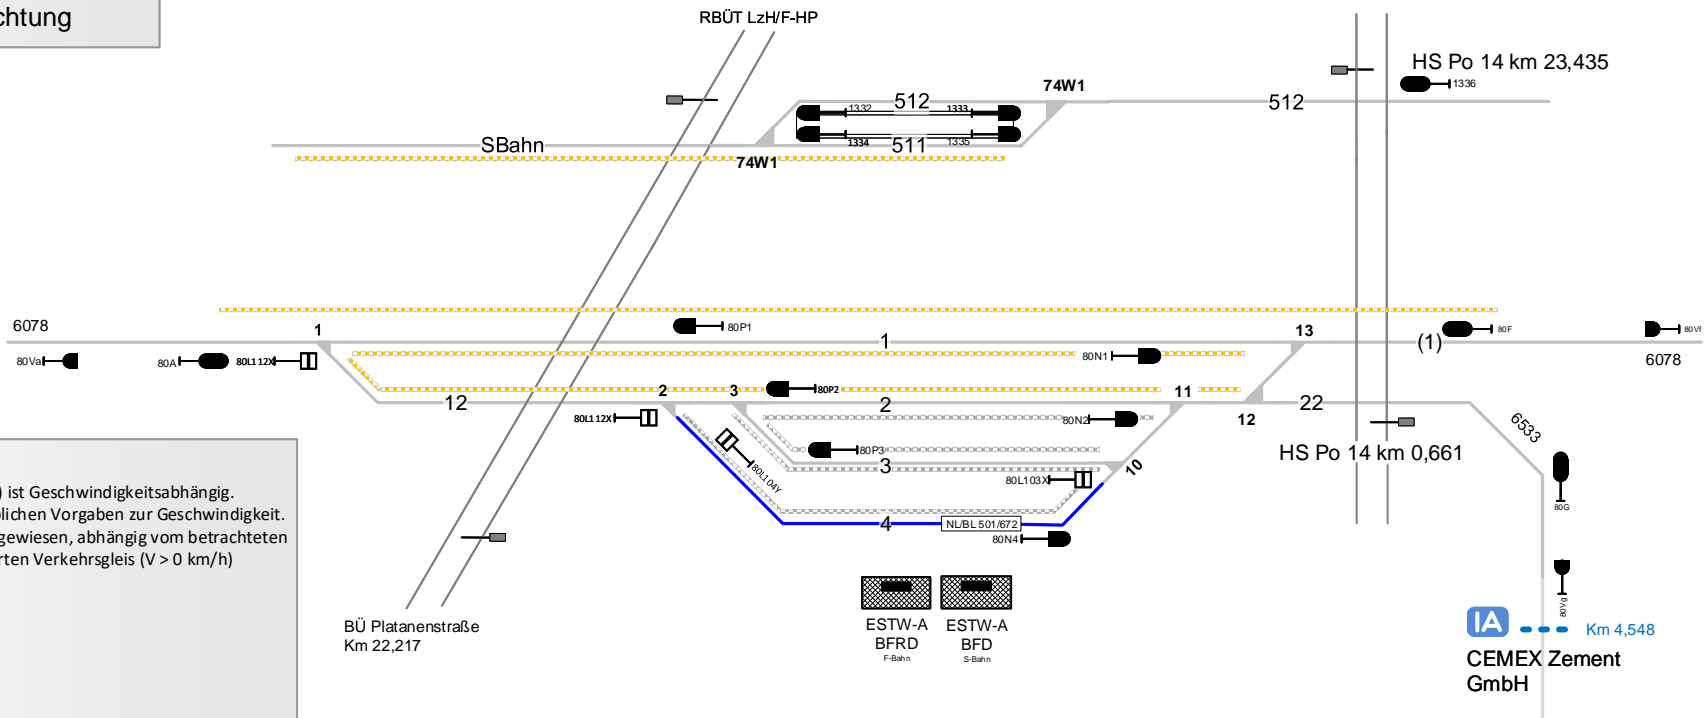 chtung
RBÜT LzH/F-HP
HS Po 14 km 23,435
1336
74W1
512
512
1332
1333
1334
1335
511
SBahn
74W1
6078
1
80P1
1
13
(1)
80F
80Vf
6078
80Va
80A
80L112X
80N1
12
2
3
80P2
2
11
12
22
80L112X
80N2
6533
80P3
3
10
HS Po 14 km 0,661
80L104Y
80L103X
4
NL/BL 501/672
80N4
80G
80Vg
) ist Geschwindigkeitsabhängig.
blichen Vorgaben zur Geschwindigkeit.
gewiesen, abhängig vom betrachteten
rten Verkehrsgleis (V > 0 km/h)
BÜ Platanenstraße
Km 22,217
ESTW-A
BFRD
F-Bahn
ESTW-A
BFD
S-Bahn
IA
Km 4,548
CEMEX Zement
GmbH